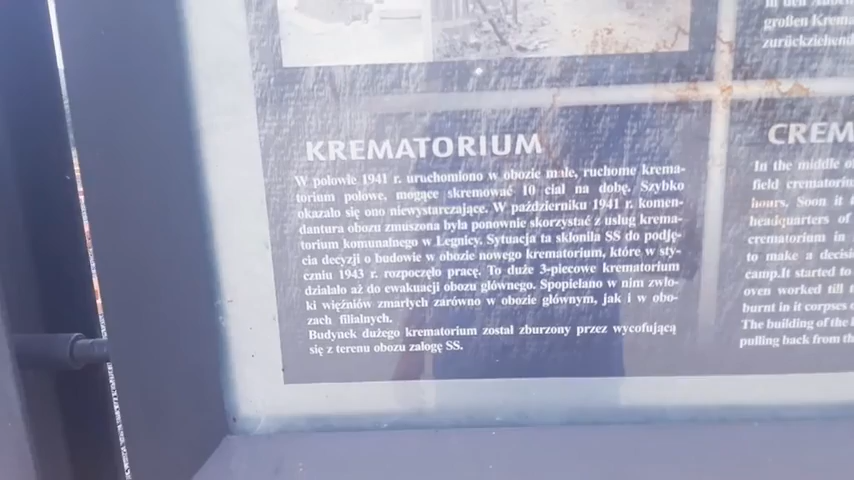 großen Krema
zurückziehend
KREMATORIUM
W połowie 1941 r. uruchomiono w obozie małe, ruchome krema-
torium polowe, mogące skremować 10 ciał na dobę. Szybko
okazało się ono niewystarczające. W październiku 1941 r. komen-
dantura obozu zmuszona była ponownie skorzystać z usług krema-
torium komunalnego w Legnicy. Sytuacja ta skłoniła SS do podję-
cia decyzji o budowie w obozie nowego krematorium, które w sty-
czniu 1943 r. rozpoczęło pracę. To duże 3-piecowe krematorium
działało aż do ewakuacji obozu głównego. Spopielano w nim zwło-
ki więźniów zmarłych zarówno w obozie głównym, jak i w obo-
zach filialnych.
Budynek dużego krematorium został zburzony przez wycofującą
się z terenu obozu załogę SS.
CREM
In the middle o
field crematoriu
hours. Soon it
headquarters of
crematorium in
to make a decis
camp.It started to
oven worked till t
burnt in it corpses o
The building of the l
pulling back from th